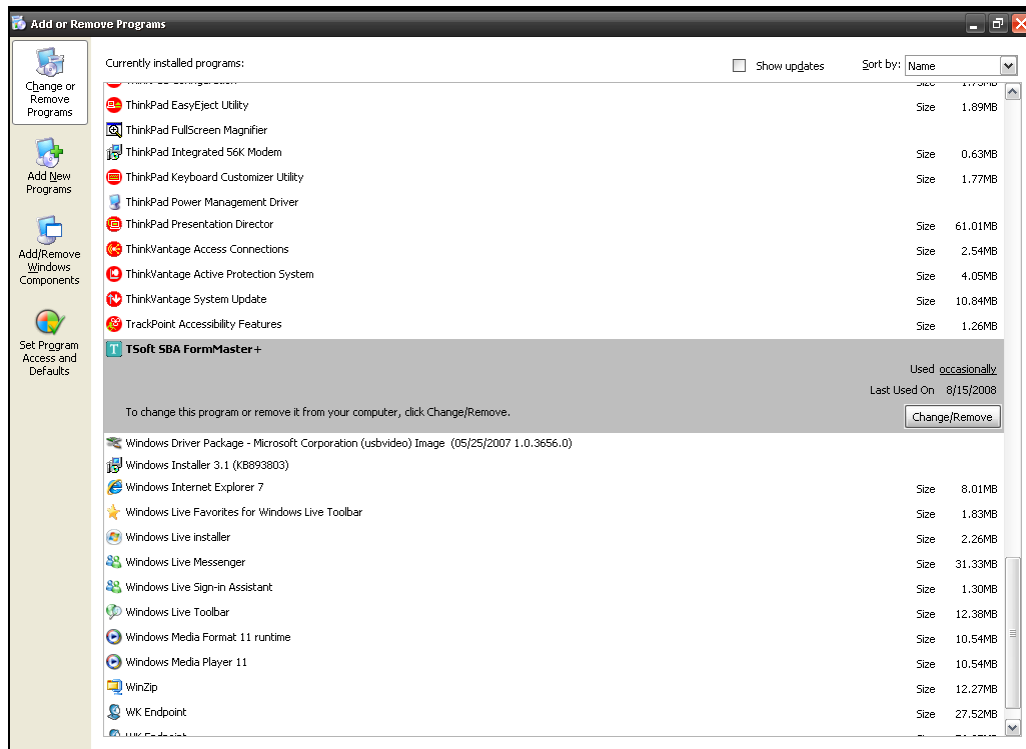 Add or Remove Programs
Change or
Remove
Programs
Add New
Programs
Add/Remove
Windows
Components
Set Program
Access and
Defaults
Currently installed programs:
Show updates
Sort by: Name
ThinkPad EasyEject Utility Size 1.89MB
ThinkPad FullScreen Magnifier
ThinkPad Integrated 56K Modem Size 0.63MB
ThinkPad Keyboard Customizer Utility Size 1.77MB
ThinkPad Power Management Driver
ThinkPad Presentation Director Size 61.01MB
ThinkVantage Access Connections Size 2.54MB
ThinkVantage Active Protection System Size 4.05MB
ThinkVantage System Update Size 10.84MB
TrackPoint Accessibility Features Size 1.26MB
TSoft SBA FormMaster+
Used occasionally
Last Used On 8/15/2008
To change this program or remove it from your computer, click Change/Remove.
Change/Remove
Windows Driver Package - Microsoft Corporation (usbvideo) Image (05/25/2007 1.0.3656.0)
Windows Installer 3.1 (KB893803)
Windows Internet Explorer 7 Size 8.01MB
Windows Live Favorites for Windows Live Toolbar Size 1.83MB
Windows Live installer Size 2.26MB
Windows Live Messenger Size 31.33MB
Windows Live Sign-in Assistant Size 1.30MB
Windows Live Toolbar Size 12.38MB
Windows Media Format 11 runtime Size 10.54MB
Windows Media Player 11 Size 10.54MB
WinZip Size 12.27MB
WK Endpoint Size 27.52MB